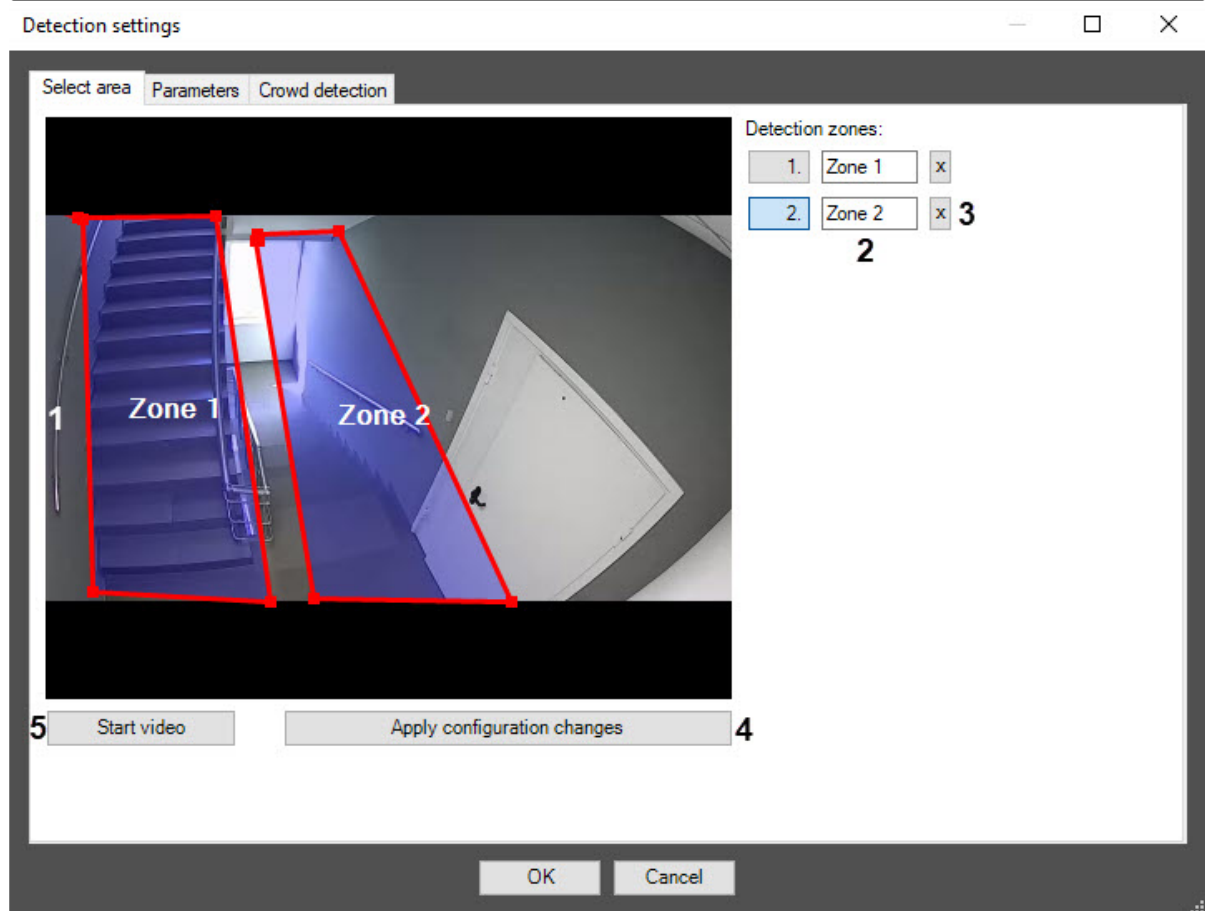 Detection settings
Select area Parameters Crowd detection
Detection zones:
1. Zone 1 x
2. Zone 2 x 3
2
1 Zone 1 Zone 2
5 Start video Apply configuration changes 4
OK Cancel